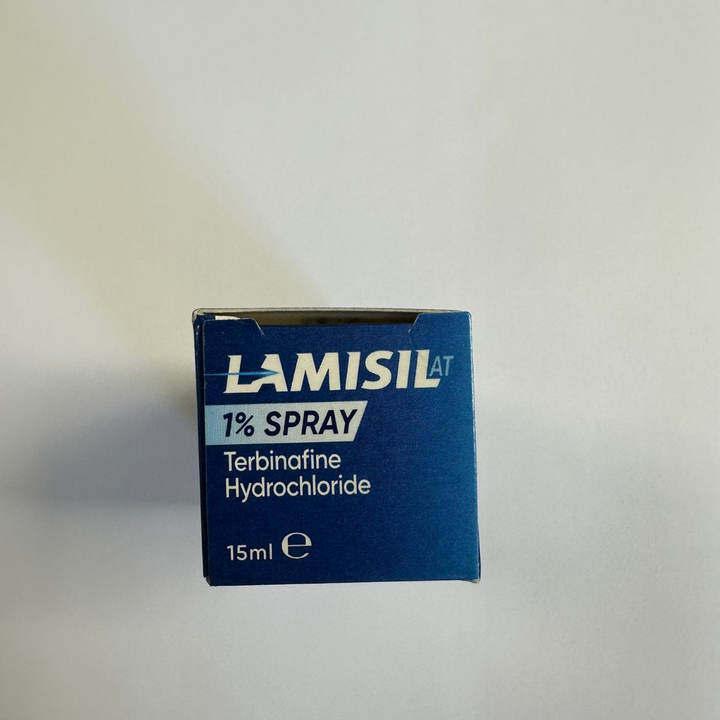 LAMISIL AT
1% SPRAY
Terbinafine
Hydrochloride
15ml ℮